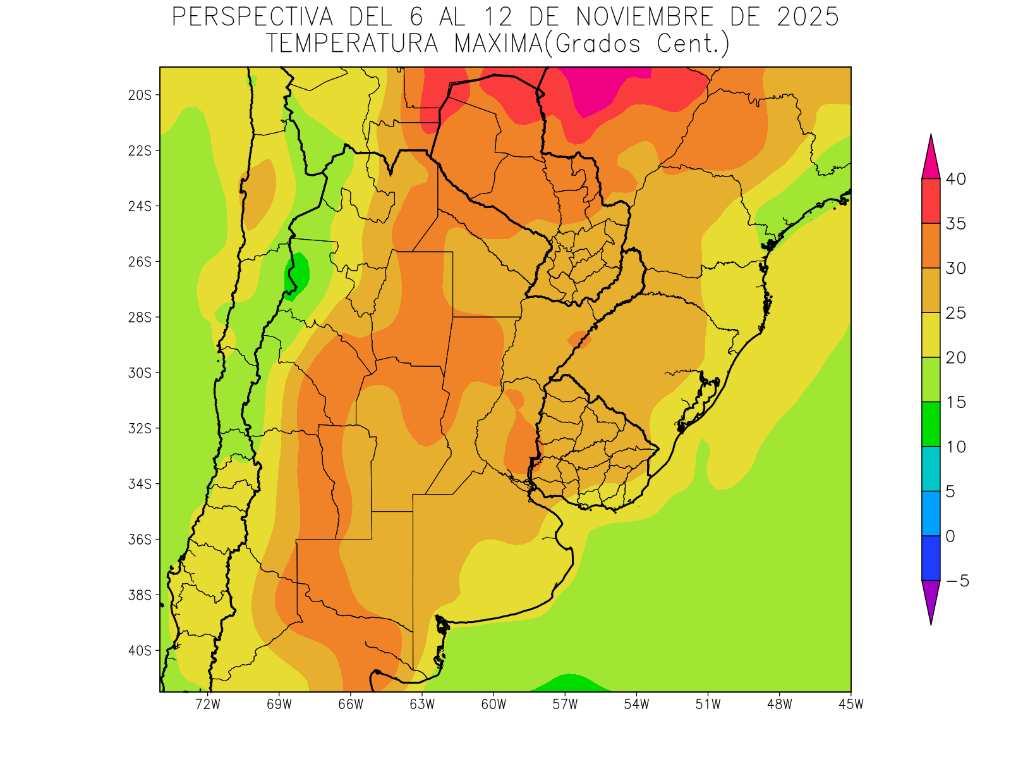 PERSPECTIVA DEL 6 AL 12 DE NOVIEMBRE DE 2025
TEMPERATURA MAXIMA(Grados Cent.)
20S
22S
24S
26S
28S
30S
32S
34S
36S
38S
40S
72W 69W 66W 63W 60W 57W 54W 51W 48W 45W
40
35
30
25
20
15
10
5
0
−5